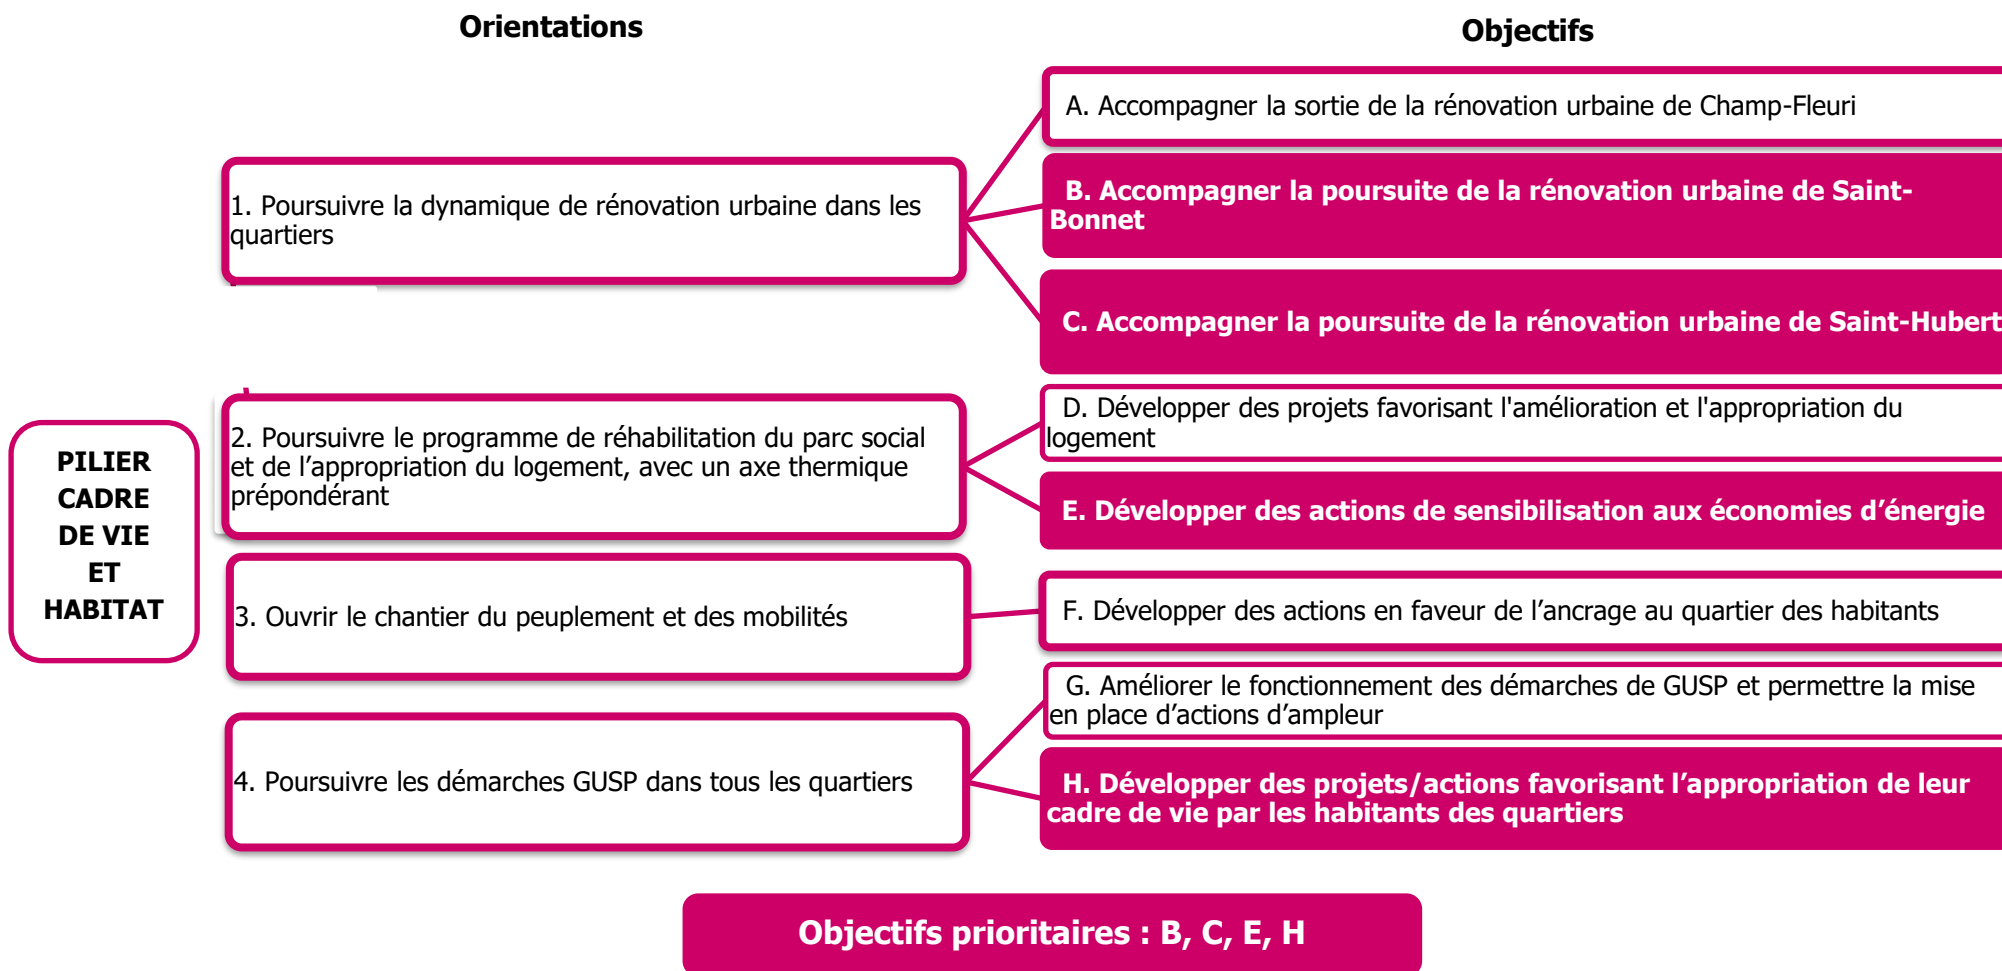 Orientations
Objectifs
PILIER
CADRE
DE VIE
ET
HABITAT
1. Poursuivre la dynamique de rénovation urbaine dans les
quartiers
A. Accompagner la sortie de la rénovation urbaine de Champ-Fleuri
B. Accompagner la poursuite de la rénovation urbaine de Saint-
Bonnet
C. Accompagner la poursuite de la rénovation urbaine de Saint-Hubert
2. Poursuivre le programme de réhabilitation du parc social
et de l’appropriation du logement, avec un axe thermique
prépondérant
D. Développer des projets favorisant l'amélioration et l'appropriation du
logement
E. Développer des actions de sensibilisation aux économies d’énergie
3. Ouvrir le chantier du peuplement et des mobilités
F. Développer des actions en faveur de l’ancrage au quartier des habitants
4. Poursuivre les démarches GUSP dans tous les quartiers
G. Améliorer le fonctionnement des démarches de GUSP et permettre la mise
en place d’actions d’ampleur
H. Développer des projets/actions favorisant l’appropriation de leur
cadre de vie par les habitants des quartiers
Objectifs prioritaires : B, C, E, H